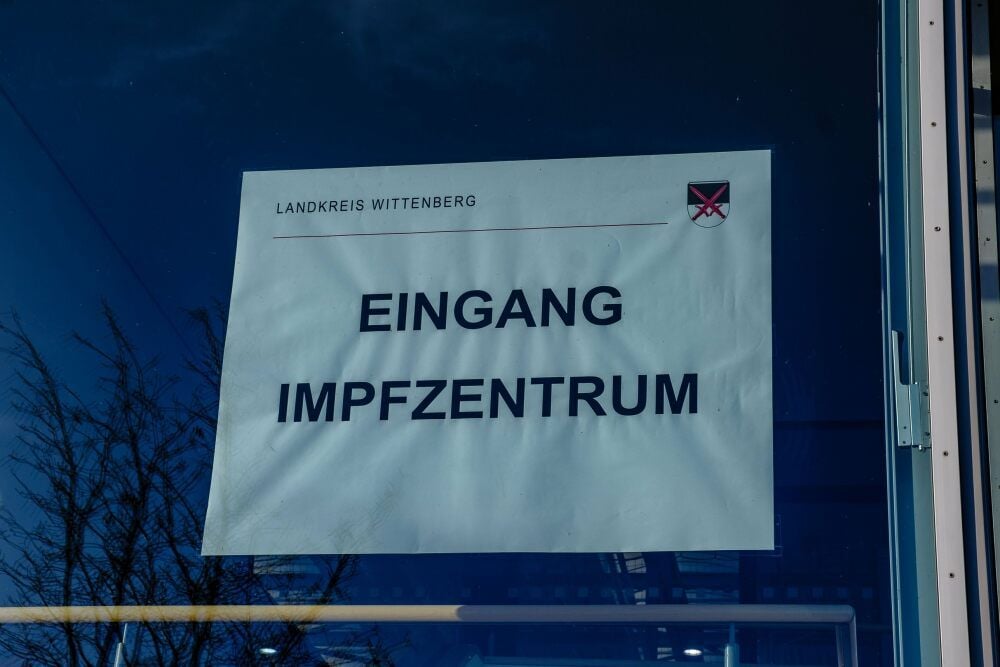 LANDKREIS WITTENBERG
EINGANG
IMPFZENTRUM